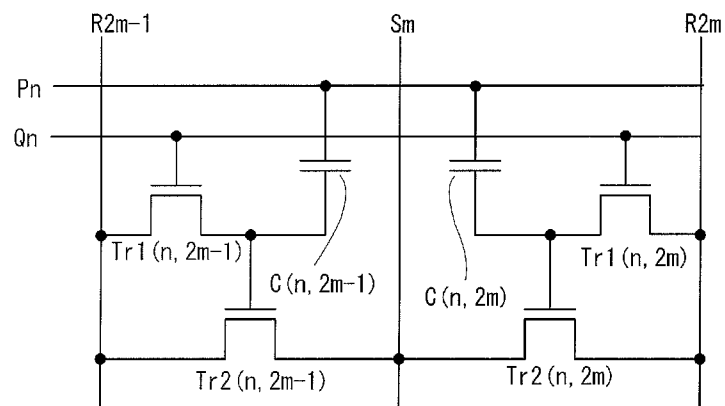 R2m-1
Sm
R2m
Pn
Qn
Tr1(n, 2m-1)
Tr1(n, 2m)
C(n, 2m-1)
C(n, 2m)
Tr2(n, 2m-1)
Tr2(n, 2m)